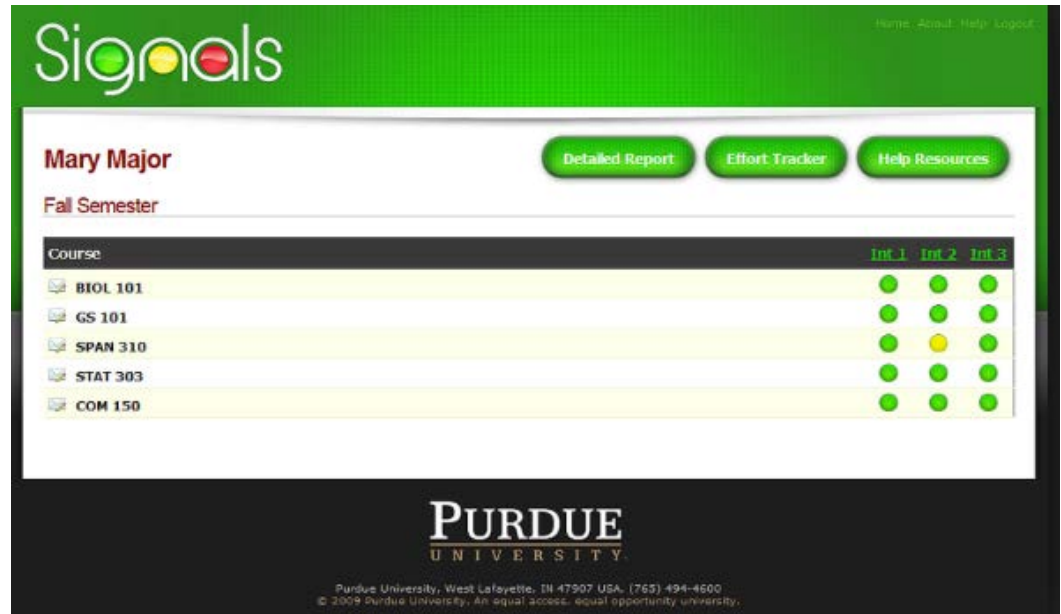 Home About Help Logout
Signals
Mary Major
Detailed Report Effort Tracker Help Resources
Fall Semester
Course Int 1 Int 2 Int 3
BIOL 101
GS 101
SPAN 310
STAT 303
COM 150
PURDUE
UNIVERSITY
Purdue University, West Lafayette, IN 47907 USA, (765) 494-4600
© 2009 Purdue University. An equal access, equal opportunity university.